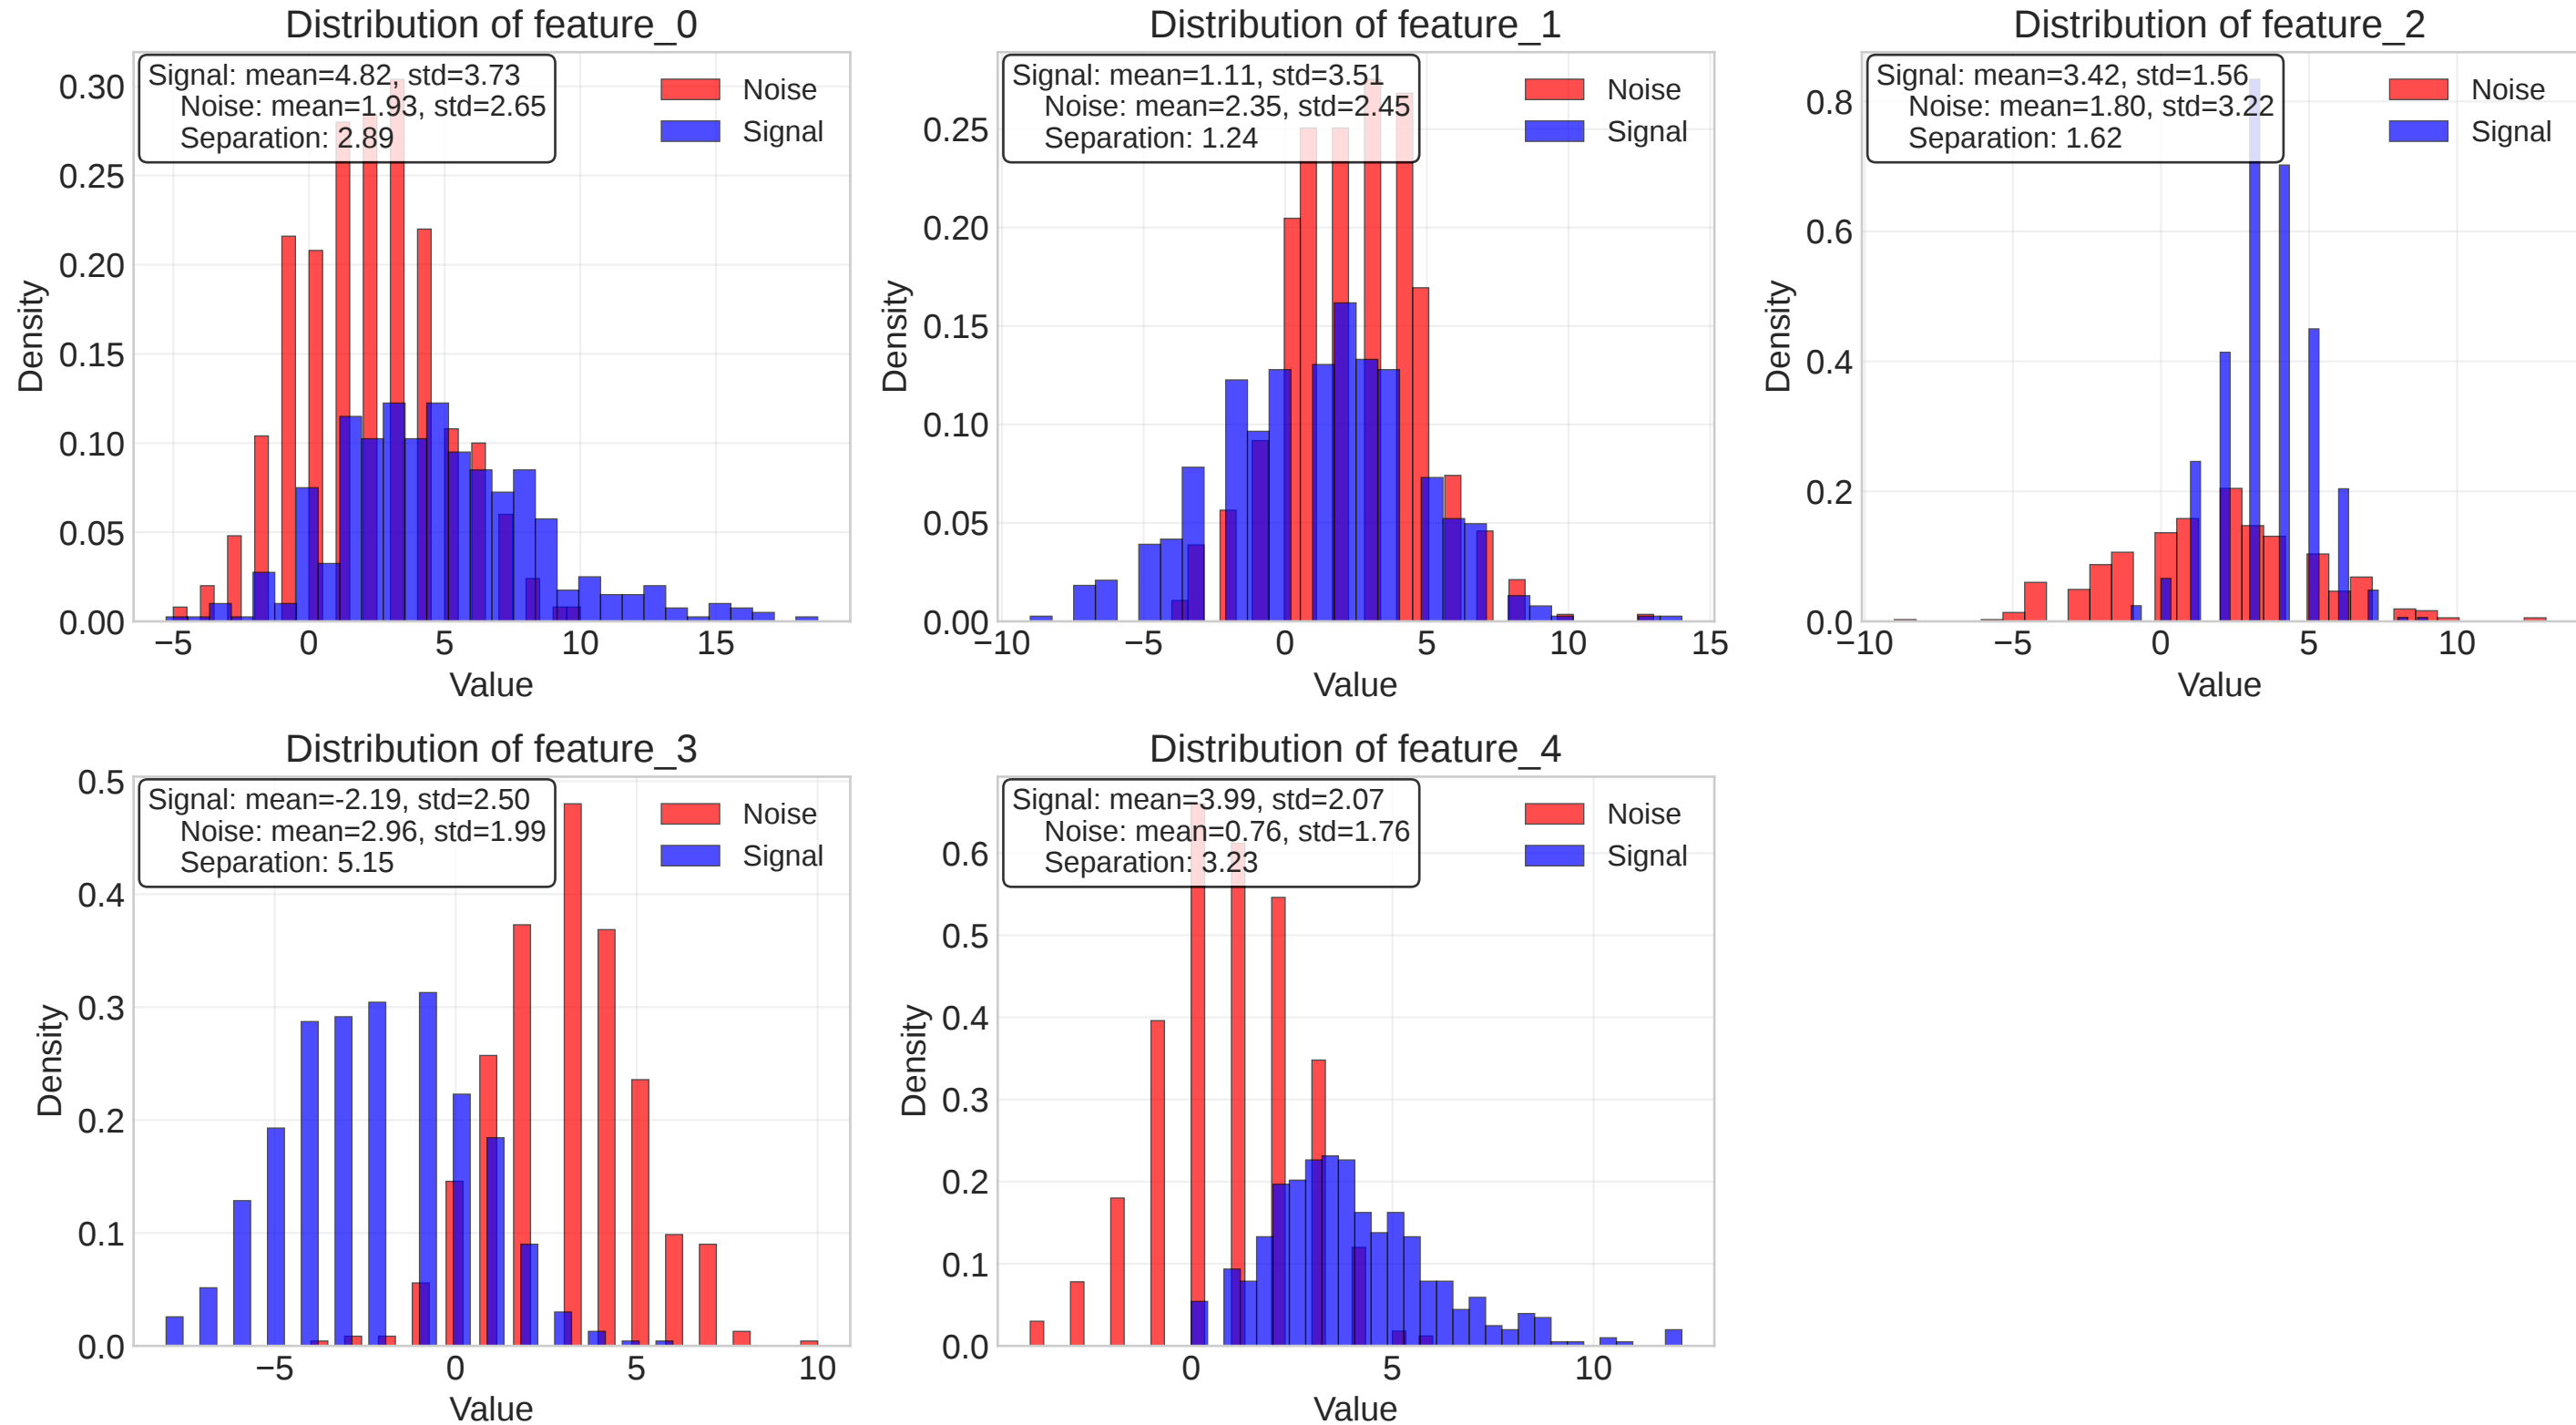 Distribution of feature_0
Signal: mean=4.82, std=3.73
Noise: mean=1.93, std=2.65
Separation: 2.89
Noise
Signal
0.30
0.25
0.20
0.15
0.10
0.05
0.00
Density
−5 0 5 10 15
Value
Distribution of feature_1
Signal: mean=1.11, std=3.51
Noise: mean=2.35, std=2.45
Separation: 1.24
Noise
Signal
0.25
0.20
0.15
0.10
0.05
0.00
Density
−10 −5 0 5 10 15
Value
Distribution of feature_2
Signal: mean=3.42, std=1.56
Noise: mean=1.80, std=3.22
Separation: 1.62
Noise
Signal
0.8
0.6
0.4
0.2
0.0
Density
−10 −5 0 5 10
Value
Distribution of feature_3
Signal: mean=-2.19, std=2.50
Noise: mean=2.96, std=1.99
Separation: 5.15
Noise
Signal
0.5
0.4
0.3
0.2
0.1
0.0
Density
−5 0 5 10
Value
Distribution of feature_4
Signal: mean=3.99, std=2.07
Noise: mean=0.76, std=1.76
Separation: 3.23
Noise
Signal
0.6
0.5
0.4
0.3
0.2
0.1
0.0
Density
0 5 10
Value